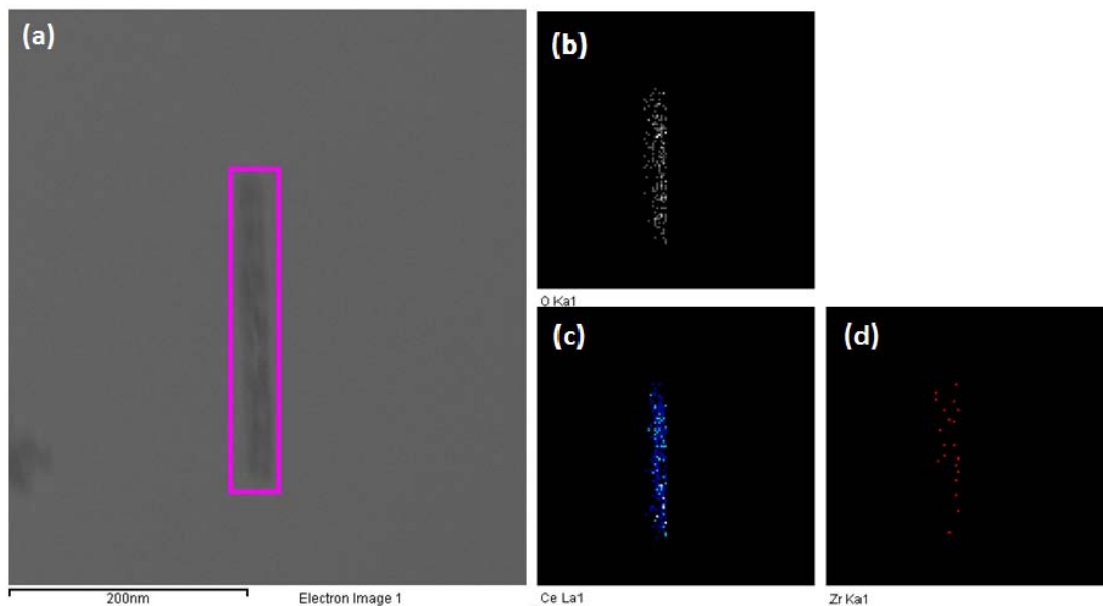 (a)
(b)
O Ka1
(c)
(d)
200nm
Electron Image 1
Ce La1
Zr Ka1